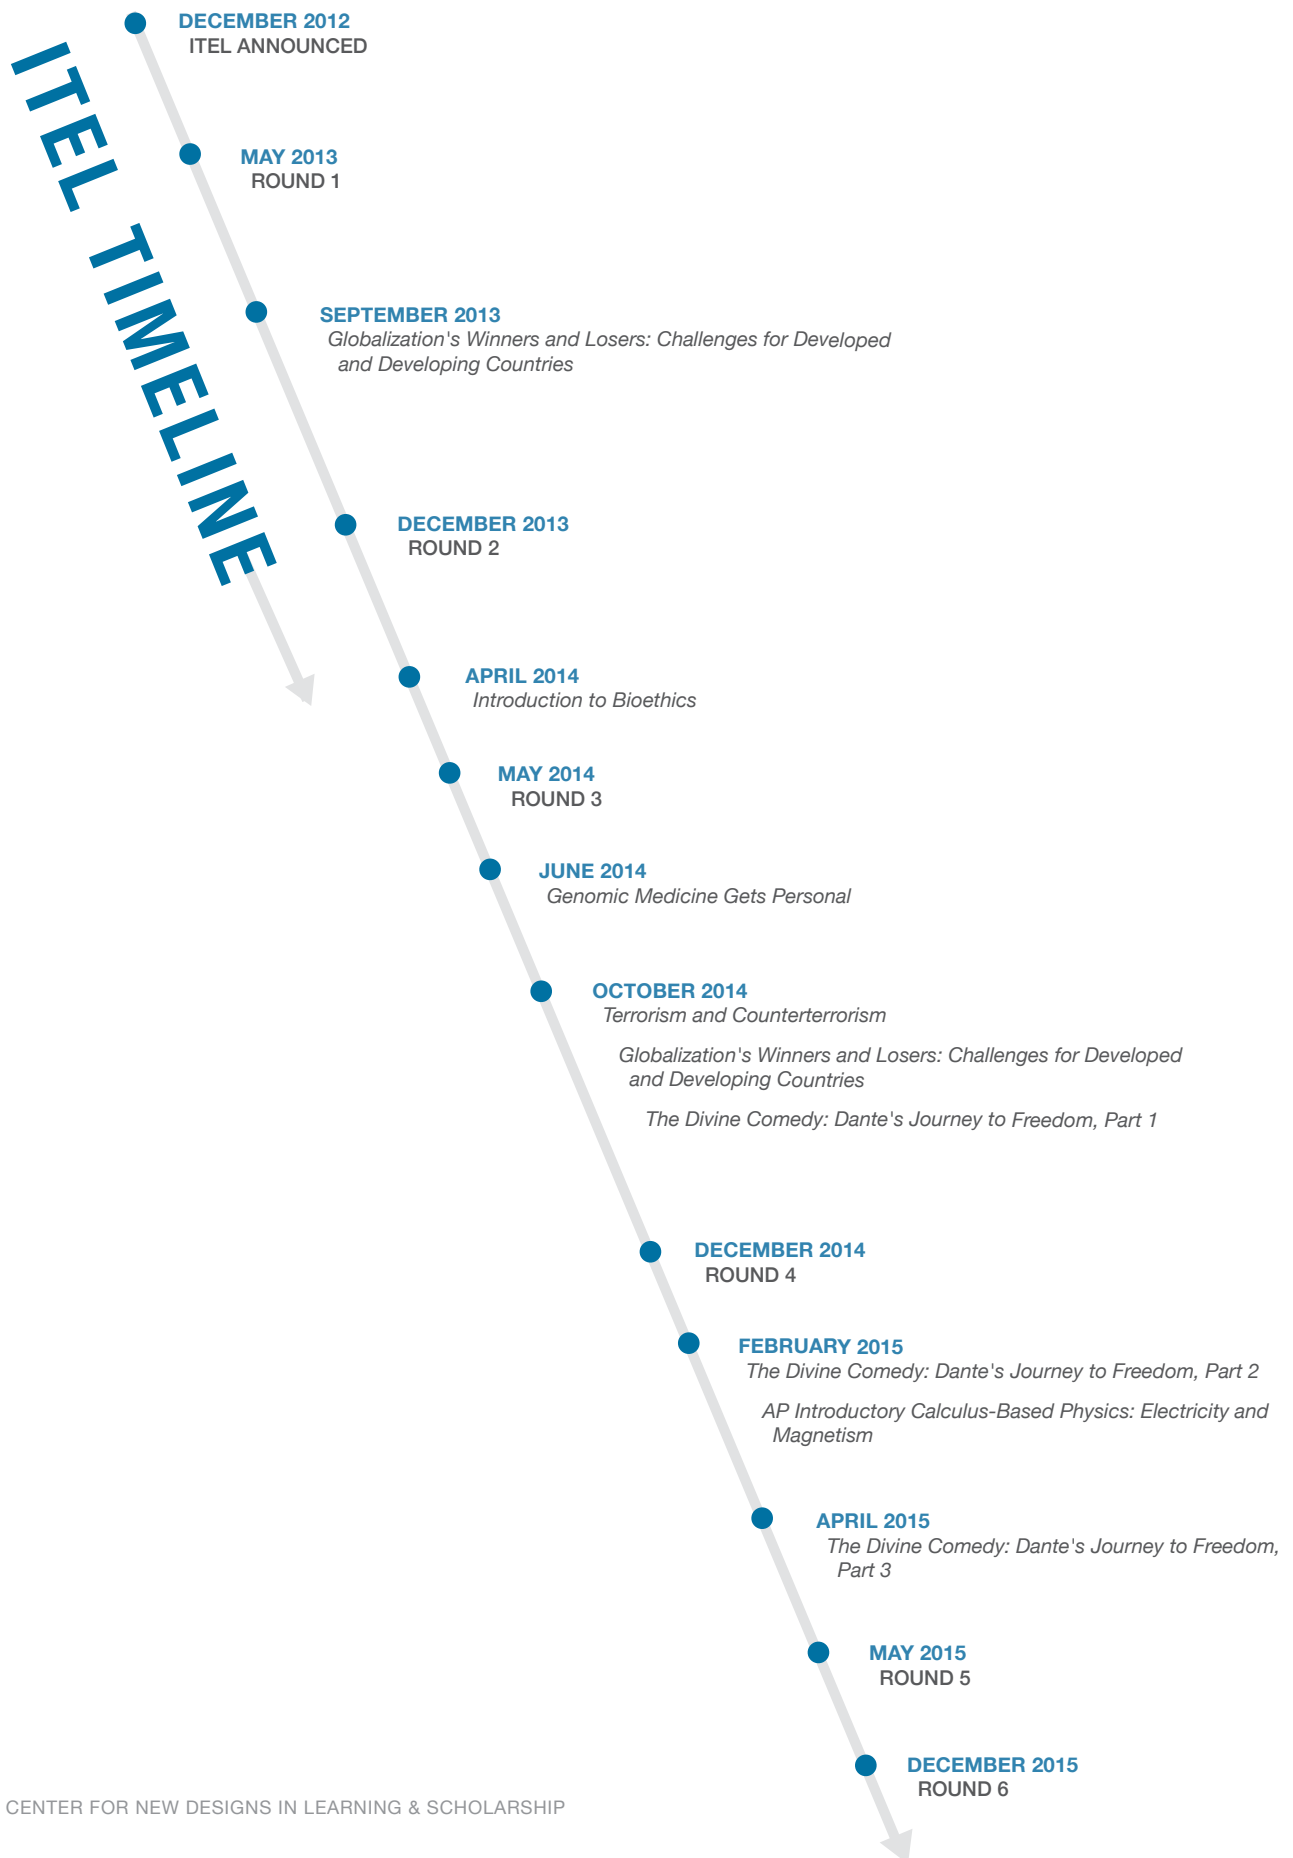 ITEL TIMELINE
DECEMBER 2012
ITEL ANNOUNCED
MAY 2013
ROUND 1
SEPTEMBER 2013
Globalization's Winners and Losers: Challenges for Developed
and Developing Countries
DECEMBER 2013
ROUND 2
APRIL 2014
Introduction to Bioethics
MAY 2014
ROUND 3
JUNE 2014
Genomic Medicine Gets Personal
OCTOBER 2014
Terrorism and Counterterrorism
Globalization's Winners and Losers: Challenges for Developed
and Developing Countries
The Divine Comedy: Dante's Journey to Freedom, Part 1
DECEMBER 2014
ROUND 4
FEBRUARY 2015
The Divine Comedy: Dante's Journey to Freedom, Part 2
AP Introductory Calculus-Based Physics: Electricity and
Magnetism
APRIL 2015
The Divine Comedy: Dante's Journey to Freedom,
Part 3
MAY 2015
ROUND 5
DECEMBER 2015
ROUND 6
CENTER FOR NEW DESIGNS IN LEARNING & SCHOLARSHIP